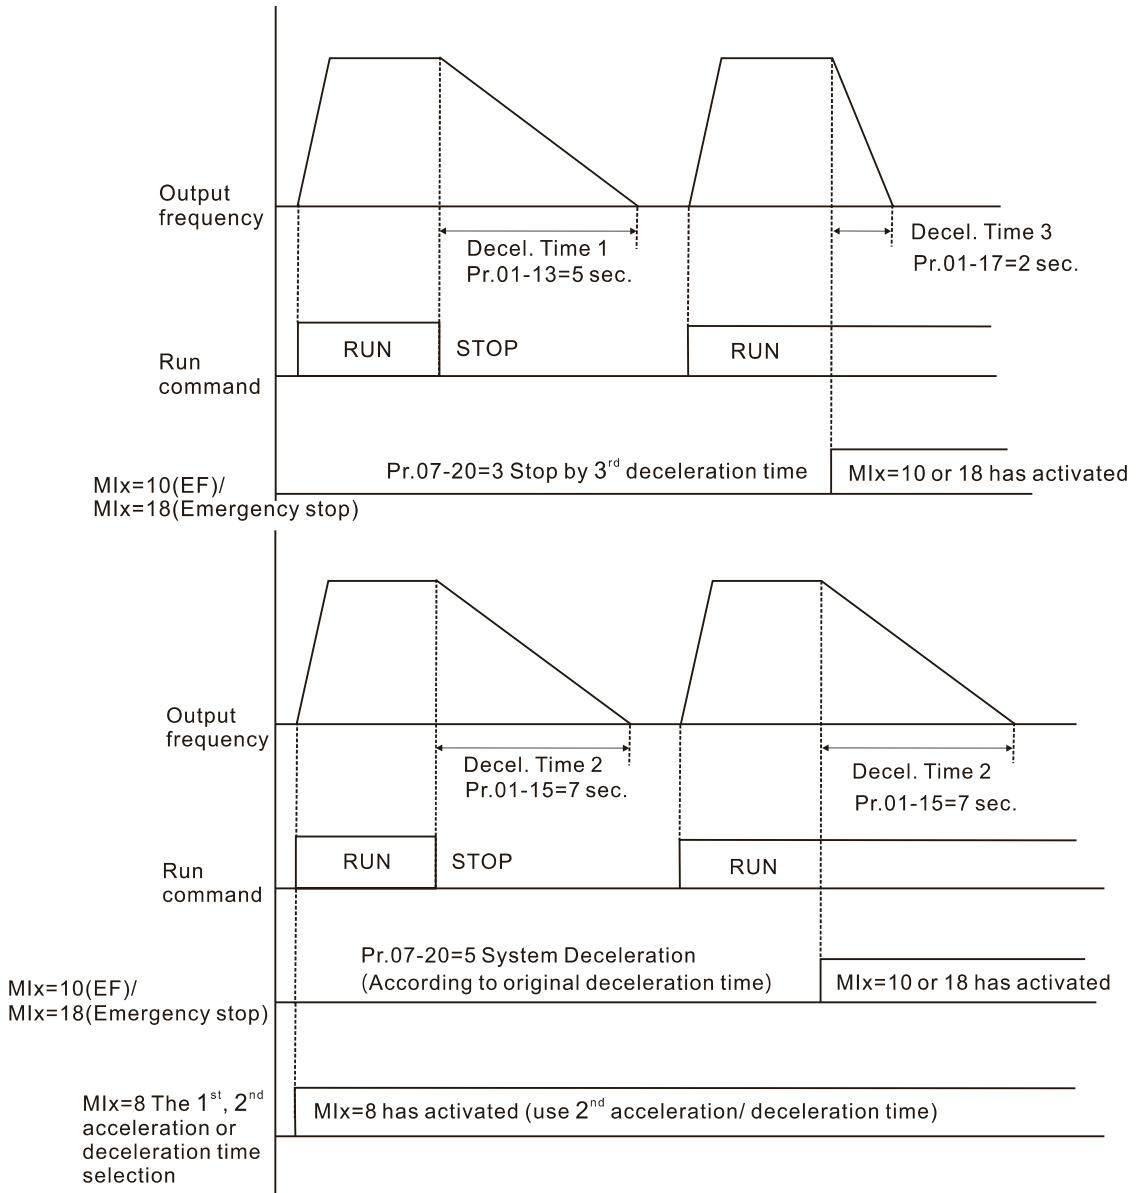 Output
frequency
Decel. Time 1
Pr.01-13=5 sec.
Decel. Time 3
Pr.01-17=2 sec.
Run
command
RUN
STOP
RUN
MIx=10(EF)/
MIx=18(Emergency stop)
Pr.07-20=3 Stop by 3rd deceleration time
MIx=10 or 18 has activated
Output
frequency
Decel. Time 2
Pr.01-15=7 sec.
Decel. Time 2
Pr.01-15=7 sec.
Run
command
RUN
STOP
RUN
MIx=10(EF)/
MIx=18(Emergency stop)
Pr.07-20=5 System Deceleration
(According to original deceleration time)
MIx=10 or 18 has activated
MIx=8 The 1st, 2nd
acceleration or
deceleration time
selection
MIx=8 has activated (use 2nd acceleration/ deceleration time)